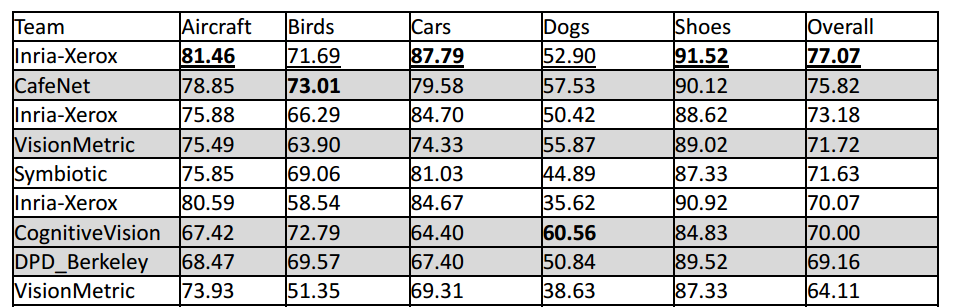 Team Aircraft Birds Cars Dogs Shoes Overall
Inria-Xerox 81.46 71.69 87.79 52.90 91.52 77.07
CafeNet 78.85 73.01 79.58 57.53 90.12 75.82
Inria-Xerox 75.88 66.29 84.70 50.42 88.62 73.18
VisionMetric 75.49 63.90 74.33 55.87 89.02 71.72
Symbiotic 75.85 69.06 81.03 44.89 87.33 71.63
Inria-Xerox 80.59 58.54 84.67 35.62 90.92 70.07
CognitiveVision 67.42 72.79 64.40 60.56 84.83 70.00
DPD_Berkeley 68.47 69.57 67.40 50.84 89.52 69.16
VisionMetric 73.93 51.35 69.31 38.63 87.33 64.11